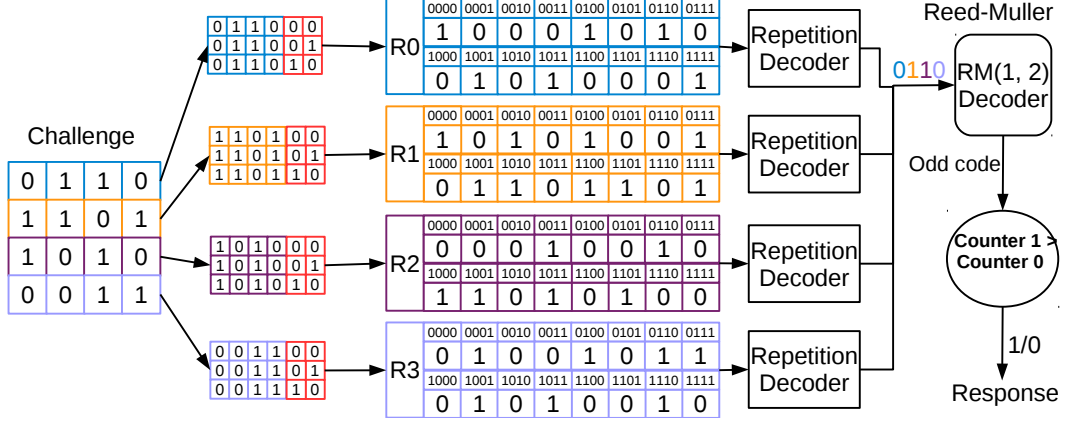 Reed-Muller
Challenge
0 1 1 0
1 1 0 1
1 0 1 0
0 0 1 1
0 1 1 0 0 0
0 1 1 0 0 1
0 1 1 0 1 0
R0
0000 0001 0010 0011 0100 0101 0110 0111
1 0 0 0 1 0 1 0
1000 1001 1010 1011 1100 1101 1110 1111
0 1 0 1 0 0 0 1
Repetition
Decoder
1 1 0 1 0 0
1 1 0 1 0 1
1 1 0 1 1 0
R1
0000 0001 0010 0011 0100 0101 0110 0111
1 0 1 0 1 0 0 1
1000 1001 1010 1011 1100 1101 1110 1111
0 1 1 0 1 1 0 1
Repetition
Decoder
1 0 1 0 0 0
1 0 1 0 0 1
1 0 1 0 1 0
R2
0000 0001 0010 0011 0100 0101 0110 0111
0 0 0 1 0 0 1 0
1000 1001 1010 1011 1100 1101 1110 1111
1 1 0 1 0 1 0 0
Repetition
Decoder
0 0 1 1 0 0
0 0 1 1 0 1
0 0 1 1 1 0
R3
0000 0001 0010 0011 0100 0101 0110 0111
0 1 0 0 1 0 1 1
1000 1001 1010 1011 1100 1101 1110 1111
0 1 0 1 0 0 1 0
Repetition
Decoder
0110
RM(1, 2)
Decoder
Odd code
Counter 1 >
Counter 0
1/0
Response